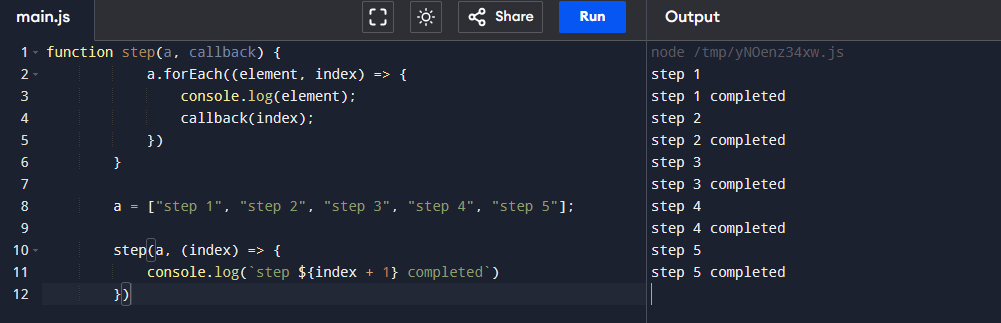 main.js Share Run Output
1 function step(a, callback) {
2 a.forEach((element, index) => {
3 console.log(element);
4 callback(index);
5 })
6 }
7
8 a = ["step 1", "step 2", "step 3", "step 4", "step 5"];
9
10 step(a, (index) => {
11 console.log(`step ${index + 1} completed`)
12 })
node /tmp/yNOenz34xw.js
step 1
step 1 completed
step 2
step 2 completed
step 3
step 3 completed
step 4
step 4 completed
step 5
step 5 completed